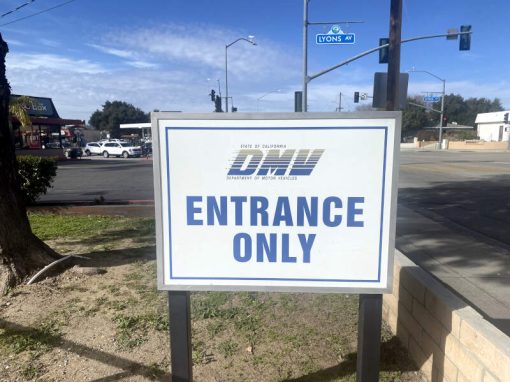 LYONS AV
STATE OF CALIFORNIA
DMV
DEPARTMENT OF MOTOR VEHICLES
ENTRANCE
ONLY